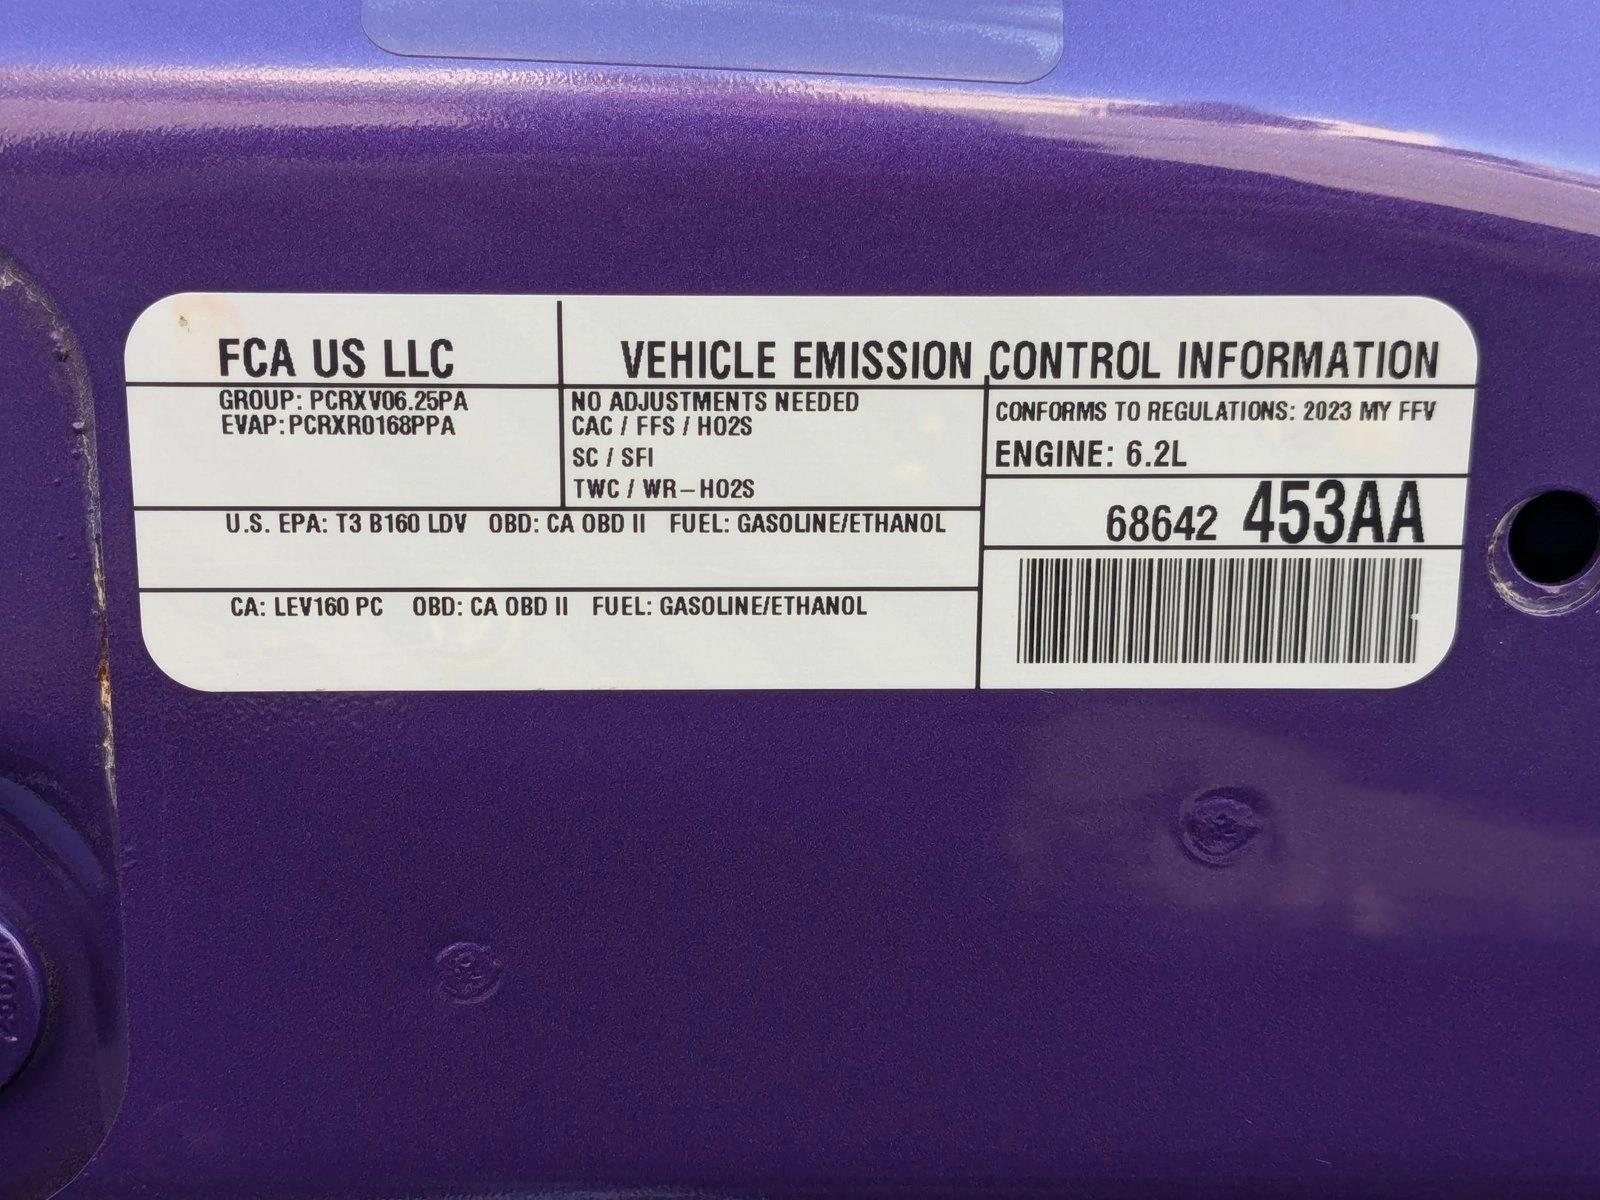 FCA US LLC
VEHICLE EMISSION CONTROL INFORMATION
GROUP: PCRXV06.25PA
EVAP: PCRXR0168PPA
NO ADJUSTMENTS NEEDED
CAC / FFS / HO2S
SC / SFI
TWC / WR-HO2S
CONFORMS TO REGULATIONS: 2023 MY FFV
ENGINE: 6.2L
68642 453AA
U.S. EPA: T3 B160 LDV OBD: CA OBD II FUEL: GASOLINE/ETHANOL
CA: LEV160 PC OBD: CA OBD II FUEL: GASOLINE/ETHANOL